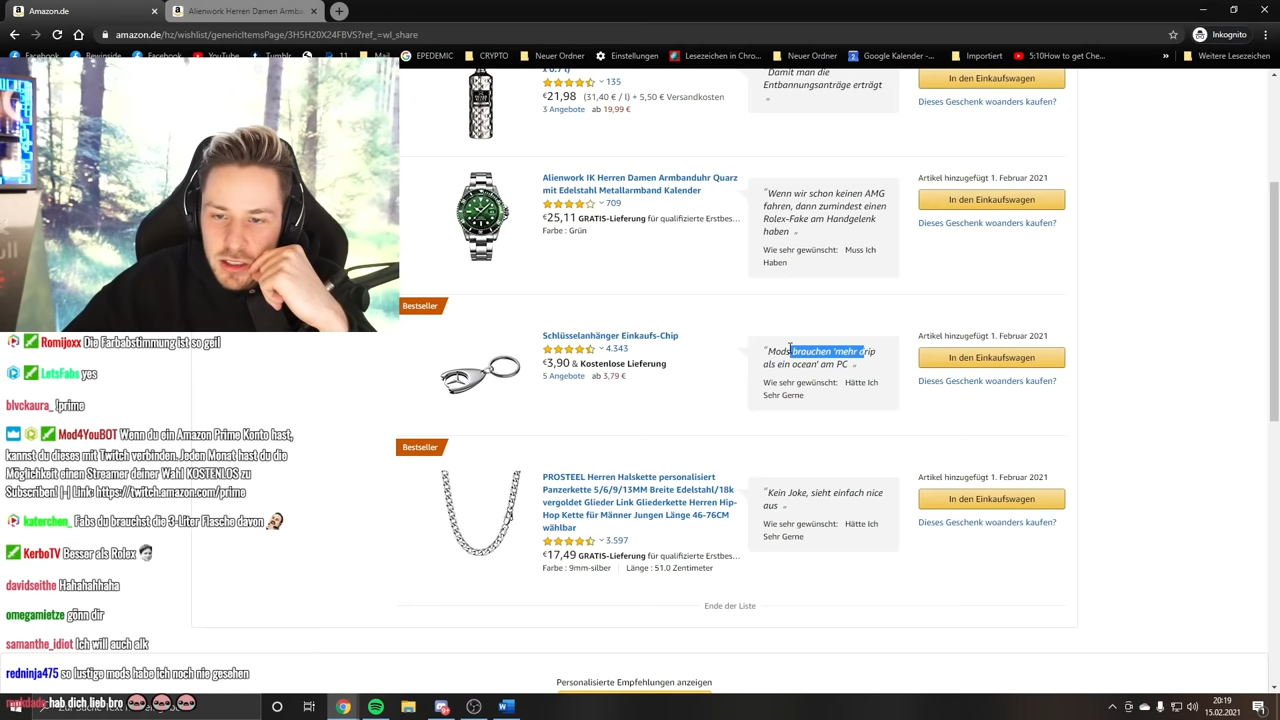 Amazon.de
Alienwork Herren Damen Armbandu ×
amazon.de/hz/wishlist/genericItemsPage/3H5H20X5Y5OBK?ref=wl_share
Inkognito
Facebook
Bewinside
Facebook
YouTube
Tumblr
11
Mail
EPEDEMIC
CRYPTO
Neuer Ordner
Einstellungen
Lesezeichen in Chro...
Neuer Ordner
Google Kalender -...
Importiert
5:10How to get Che...
»
Weitere Lesezeichen
135
€21,98 (31,40 € / l) + 5,50 € Versandkosten
3 Angebote ab 19,99 €
"Damit man die
Entbannungsanträge erträgt
"
In den Einkaufswagen
Dieses Geschenk woanders kaufen?
Alienwork IK Herren Damen Armbanduhr Quarz
mit Edelstahl Metallarmband Kalender
709
€25,11 GRATIS-Lieferung für qualifizierte Erstbes...
Farbe : Grün
"Wenn wir schon keinen AMG
fahren, dann zumindest einen
Rolex-Fake am Handgelenk
haben "
Wie sehr gewünscht: Muss Ich
Haben
Artikel hinzugefügt 1. Februar 2021
In den Einkaufswagen
Dieses Geschenk woanders kaufen?
Bestseller
Schlüsselanhänger Einkaufs-Chip
4.343
€3,90 & Kostenlose Lieferung
5 Angebote ab 3,79 €
"Mods brauchen 'mehr drip
als ein ocean' am PC "
Wie sehr gewünscht: Hätte Ich
Sehr Gerne
Artikel hinzugefügt 1. Februar 2021
In den Einkaufswagen
Dieses Geschenk woanders kaufen?
Bestseller
PROSTEEL Herren Halskette personalisiert
Panzerkette 5/6/9/13MM Breite Edelstahl/18k
vergoldet Glieder Link Gliederkette Herren Hip-
Hop Kette für Männer Jungen Länge 46-76CM
wählbar
3.597
€17,49 GRATIS-Lieferung für qualifizierte Erstbes...
Farbe : 9mm-silber | Länge : 51.0 Zentimeter
"Kein Joke, sieht einfach nice
aus "
Wie sehr gewünscht: Hätte Ich
Sehr Gerne
Artikel hinzugefügt 1. Februar 2021
In den Einkaufswagen
Dieses Geschenk woanders kaufen?
Ende der Liste
Personalisierte Empfehlungen anzeigen
Romijoxx Die Farbabstimmung ist so geil
LetsFabs yes
blvckaura_ !prime
Mod4YouBOT Wenn du ein Amazon Prime Konto hast,
kannst du dieses mit Twitch verbinden. Jeden Monat hast du die
Möglichkeit einen Streamer deiner Wahl KOSTENLOS zu
Subscriben! |-| Link: https://twitch.amazon.com/prime
katorchen_ Fabs du brauchst die 3-Liter Flasche davon
KerboTV Besser als Rolex
davidseithe Hahahahhaha
omegamietze gönn dir
samanthe_idiot Ich will auch alk
redninja475 so lustige mods habe ich noch nie gesehen
hab dich lieb bro
20:19
15.02.2021